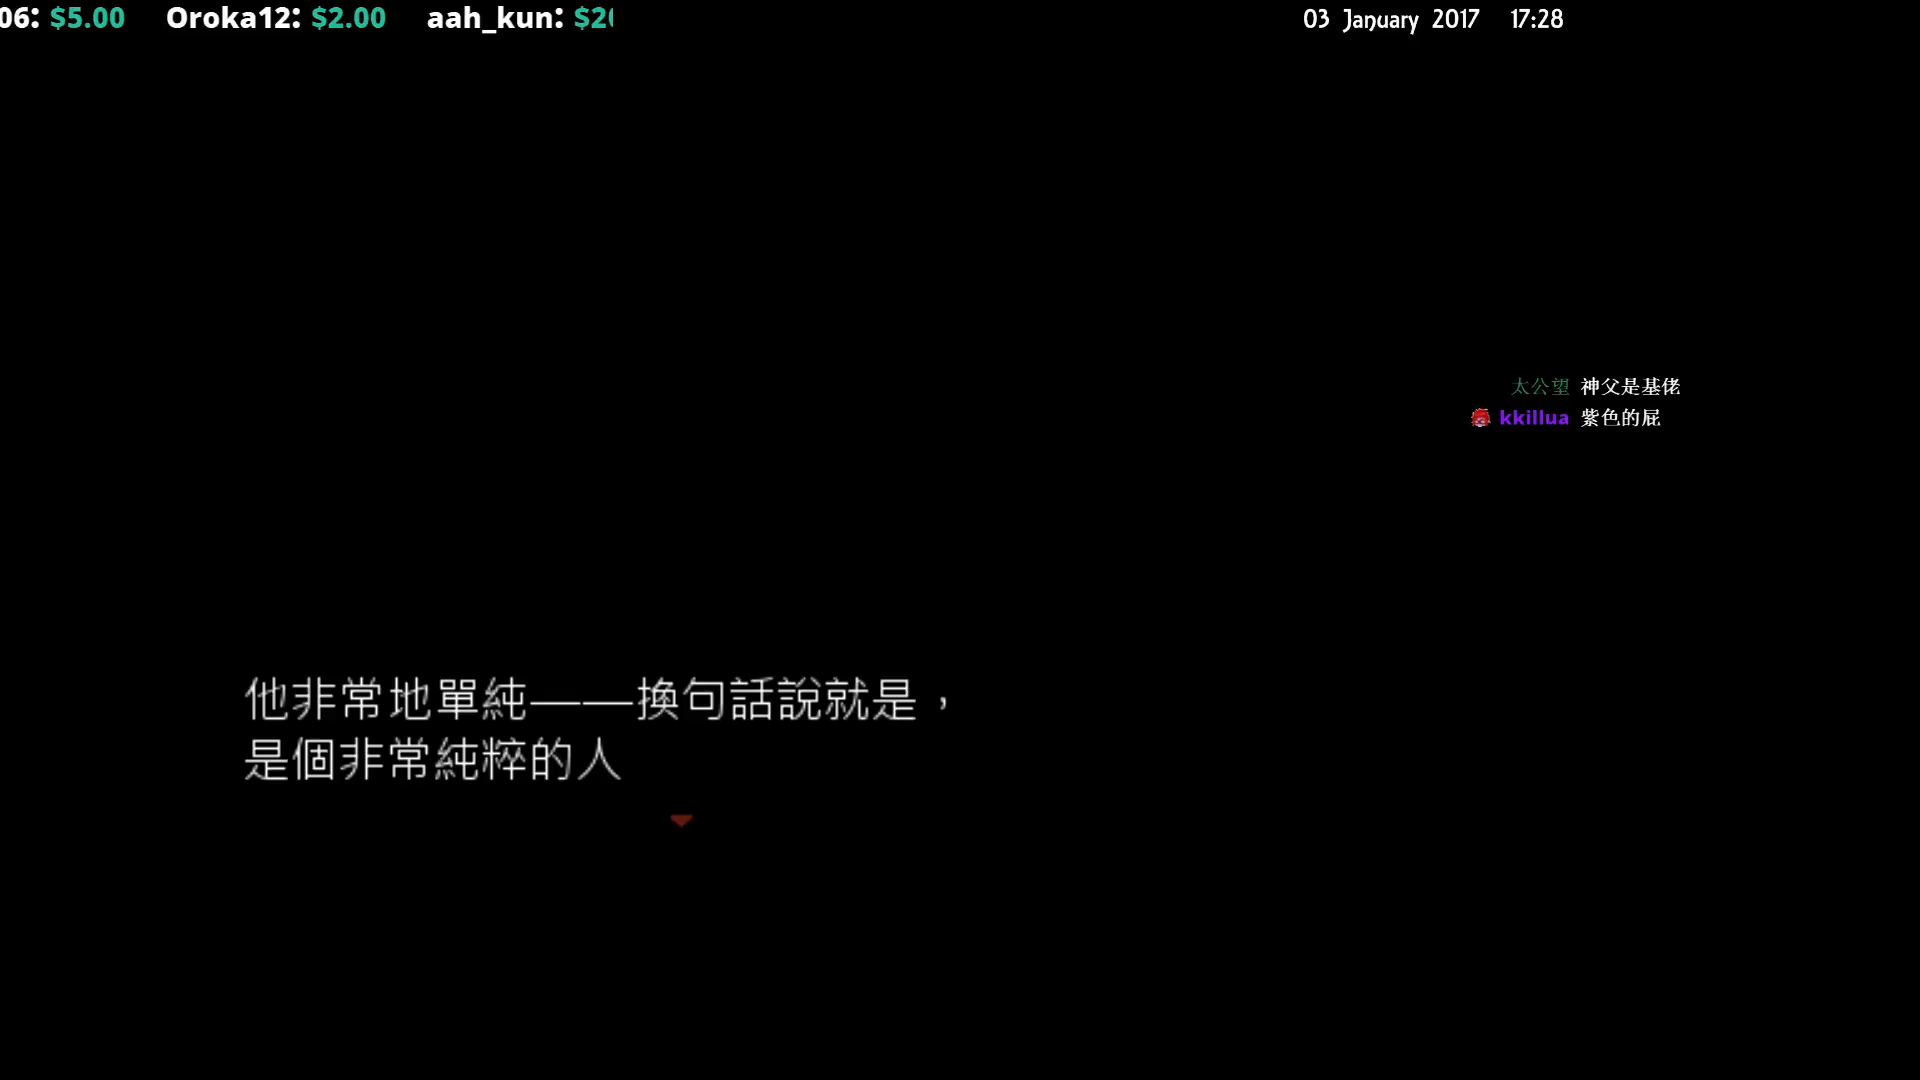 06: $5.00 Oroka12: $2.00 aah_kun: $2
03 January 2017 17:28
太公望 神父是基佬
kkillua 紫色的屁
他非常地單純——換句話說就是，
是個非常純粹的人